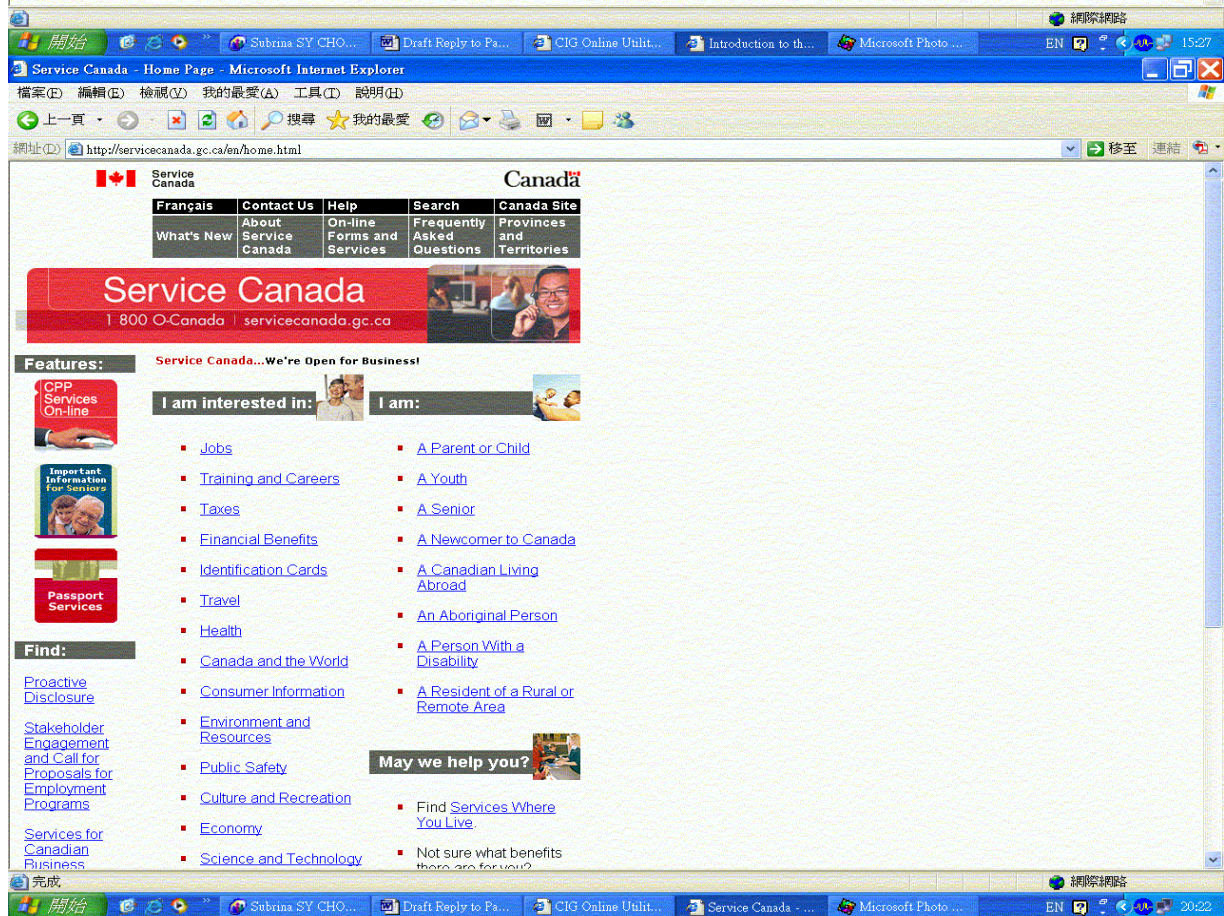 網際網路
開始
Subrina SY CHO...
Draft Reply to Pa...
CIG Online Utilit...
Introduction to th...
Microsoft Photo ...
EN
15:27
Service Canada - Home Page - Microsoft Internet Explorer
檔案(F) 編輯(E) 檢視(V) 我的最愛(A) 工具(T) 說明(H)
上一頁 搜尋 我的最愛
網址(D) http://servicecanada.gc.ca/en/home.html 移至 連結
Service
Canada
Canada
Français Contact Us Help Search Canada Site
What's New
About
Service
Canada
On-line
Forms and
Services
Frequently
Asked
Questions
Provinces
and
Territories
Service Canada
1 800 O-Canada | servicecanada.gc.ca
Features:
CPP
Services
On-line
Important
Information
for Seniors
Passport
Services
Find:
Proactive
Disclosure
Stakeholder
Engagement
and Call for
Proposals for
Employment
Programs
Services for
Canadian
Business
Service Canada...We're Open for Business!
I am interested in:
Jobs
Training and Careers
Taxes
Financial Benefits
Identification Cards
Travel
Health
Canada and the World
Consumer Information
Environment and
Resources
Public Safety
Culture and Recreation
Economy
Science and Technology
I am:
A Parent or Child
A Youth
A Senior
A Newcomer to Canada
A Canadian Living
Abroad
An Aboriginal Person
A Person With a
Disability
A Resident of a Rural or
Remote Area
May we help you?
Find Services Where
You Live.
Not sure what benefits
there are for you?
完成
網際網路
開始
Subrina SY CHO...
Draft Reply to Pa...
CIG Online Utilit...
Service Canada - ...
Microsoft Photo ...
EN
20:22